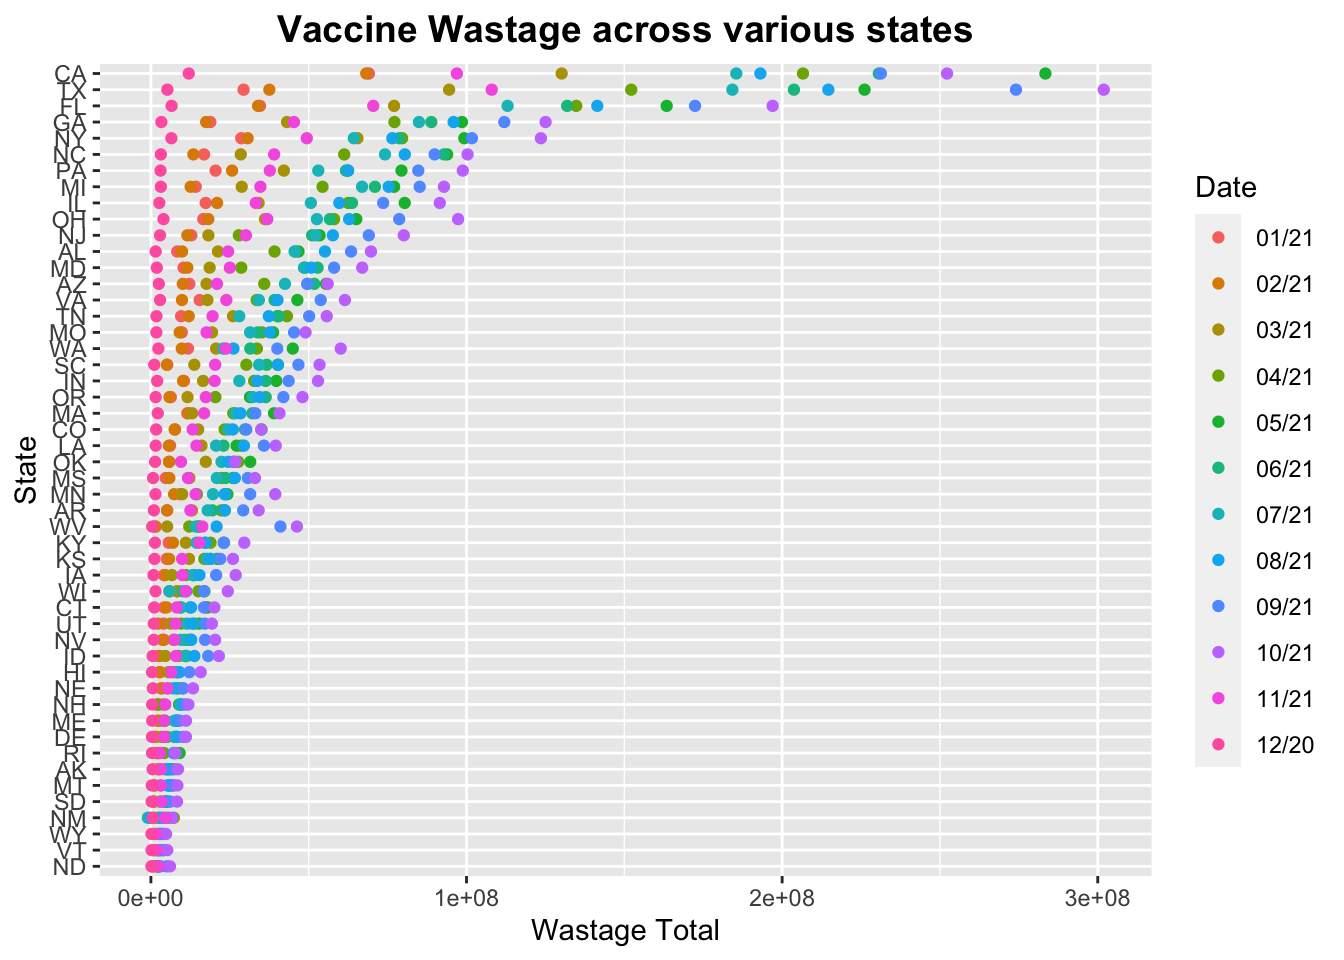 Vaccine Wastage across various states
CA
TX
FL
GA
NY
NC
PA
MI
IL
OH
NJ
AL
MD
AZ
VA
TN
MO
WA
SC
IN
OR
MA
CO
LA
OK
MS
MN
AR
WV
KY
KS
IA
WI
CT
UT
NV
ID
HI
NE
NH
ME
DE
RI
AK
MT
SD
NM
WY
VT
ND
State
0e+00 1e+08 2e+08 3e+08
Wastage Total
Date
01/21
02/21
03/21
04/21
05/21
06/21
07/21
08/21
09/21
10/21
11/21
12/20